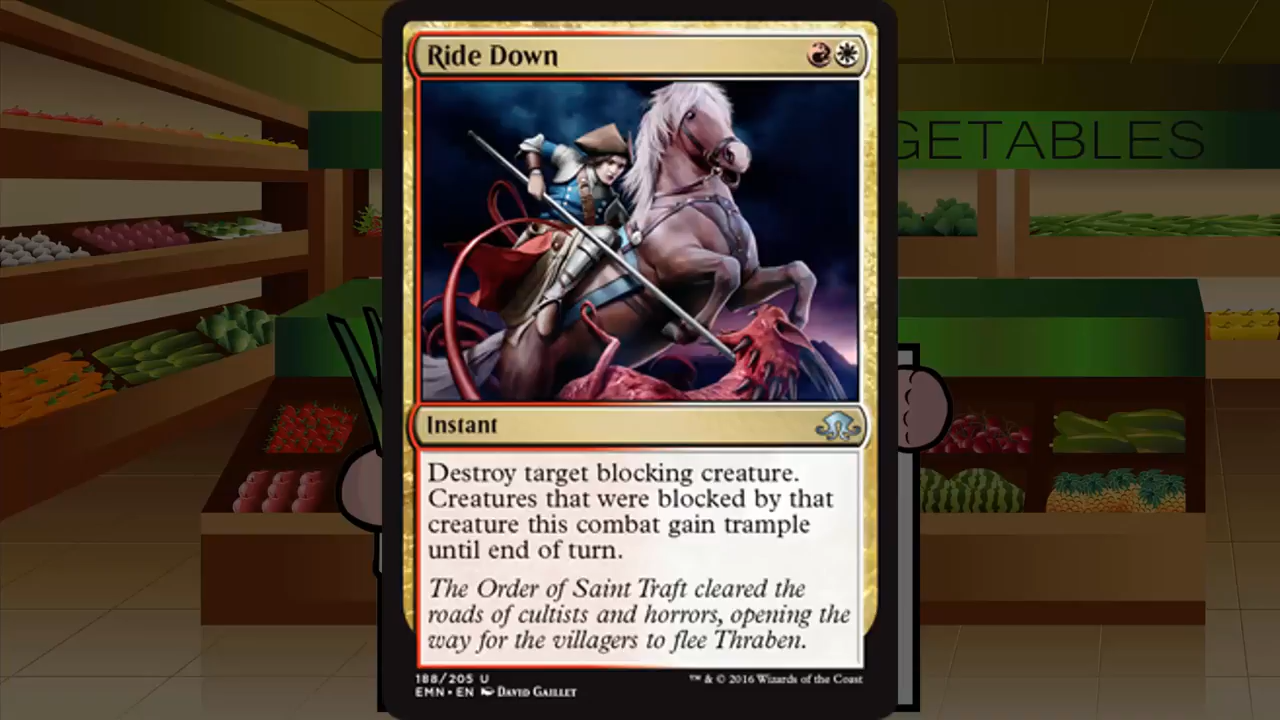 Ride Down
GETABLES
Instant
Destroy target blocking creature.
Creatures that were blocked by that
creature this combat gain trample
until end of turn.
The Order of Saint Traft cleared the
roads of cultists and horrors, opening the
way for the villagers to flee Thraben.
188/205 U
EMN • EN DAVID GAILLET
™ & © 2016 Wizards of the Coast